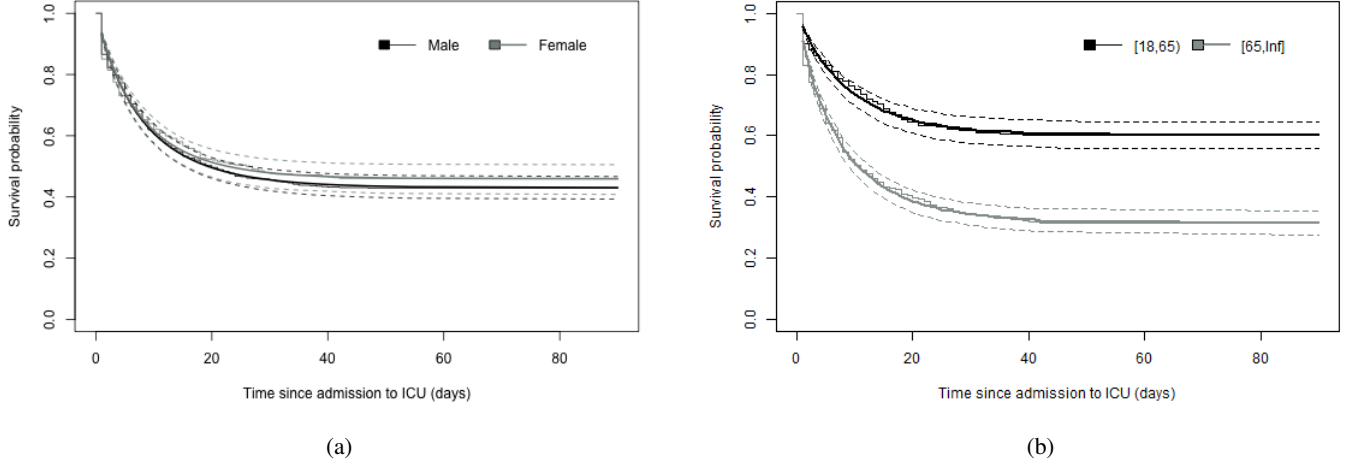 Male Female
Survival probability
0.0 0.2 0.4 0.6 0.8 1.0
0 20 40 60 80
Time since admission to ICU (days)
(a)
[18,65) [65,Inf]
Survival probability
0.0 0.2 0.4 0.6 0.8 1.0
0 20 40 60 80
Time since admission to ICU (days)
(b)